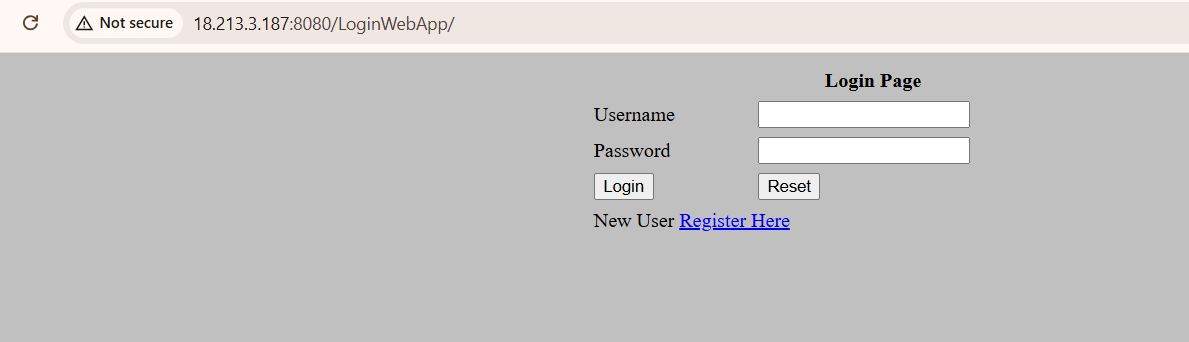 Not secure 18.213.3.187:8080/LoginWebApp/
Login Page
Username
Password
Login Reset
New User Register Here